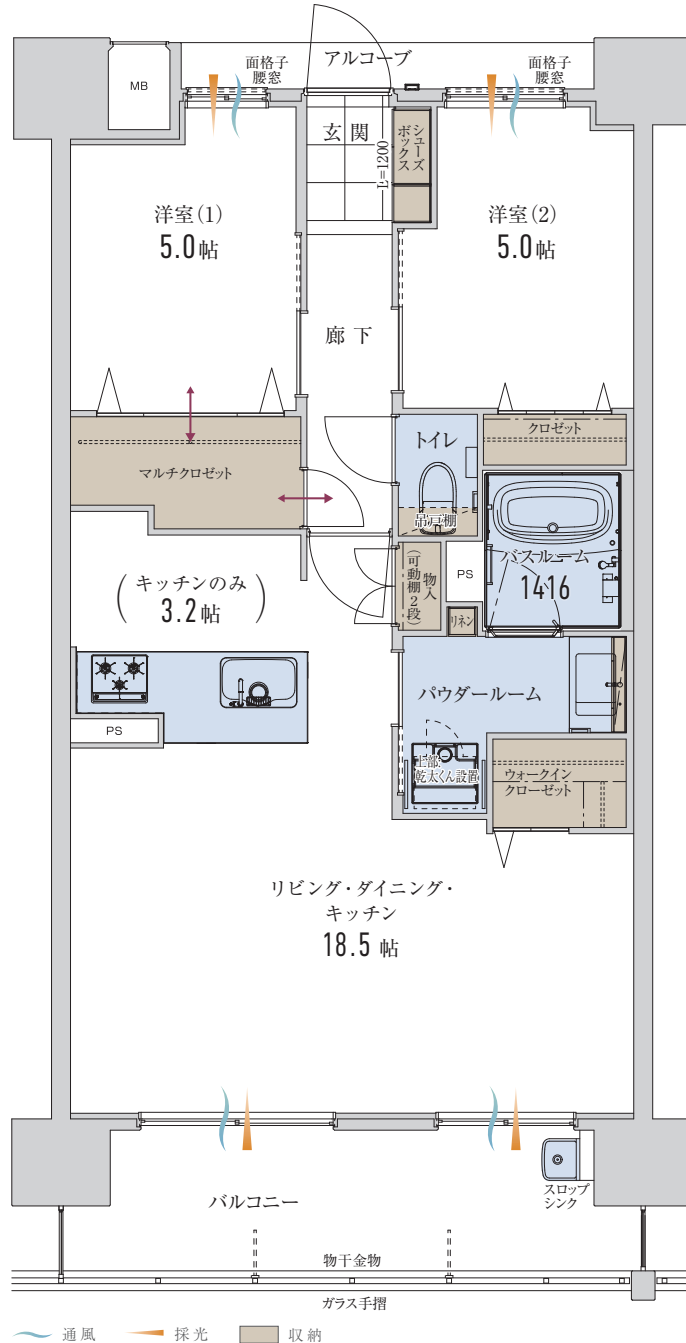 アルコーブ
面格子
腰窓
面格子
腰窓
MB
玄関
シューズ
ボックス
L=1200
洋室(1)
5.0帖
洋室(2)
5.0帖
廊下
トイレ
吊戸棚
クロゼット
マルチクロゼット
バスルーム
1416
(キッチンのみ)
3.2帖
物入
(可動棚2段)
PS
リネン
パウダールーム
PS
上部:
乾太くん設置
ウォークイン
クローゼット
リビング・ダイニング・
キッチン
18.5 帖
スロップ
シンク
バルコニー
物干金物
ガラス手摺
通風
採光
収納